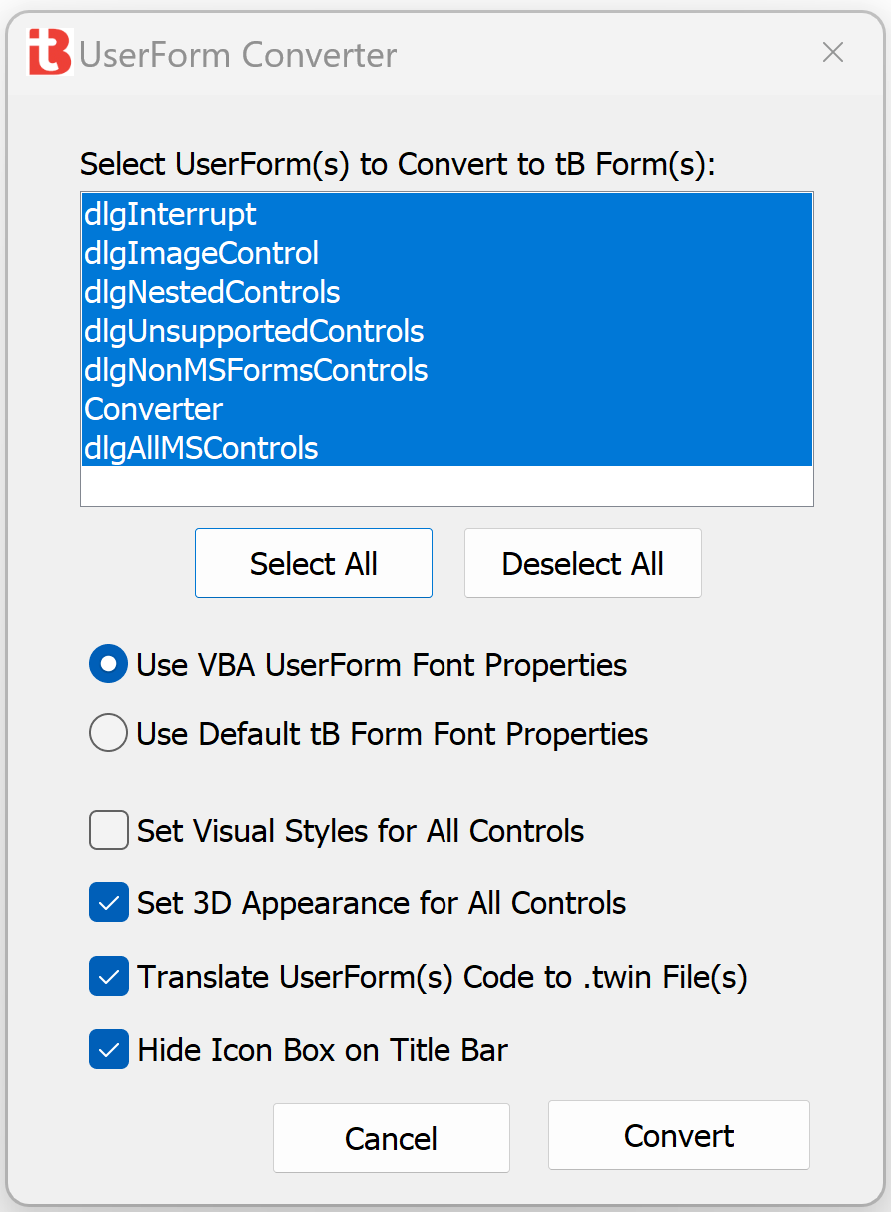 tB UserForm Converter
Select UserForm(s) to Convert to tB Form(s):
dlgInterrupt
dlgImageControl
dlgNestedControls
dlgUnsupportedControls
dlgNonMSFormsControls
Converter
dlgAllMSControls
Select All Deselect All
Use VBA UserForm Font Properties
Use Default tB Form Font Properties
Set Visual Styles for All Controls
Set 3D Appearance for All Controls
Translate UserForm(s) Code to .twin File(s)
Hide Icon Box on Title Bar
Cancel Convert